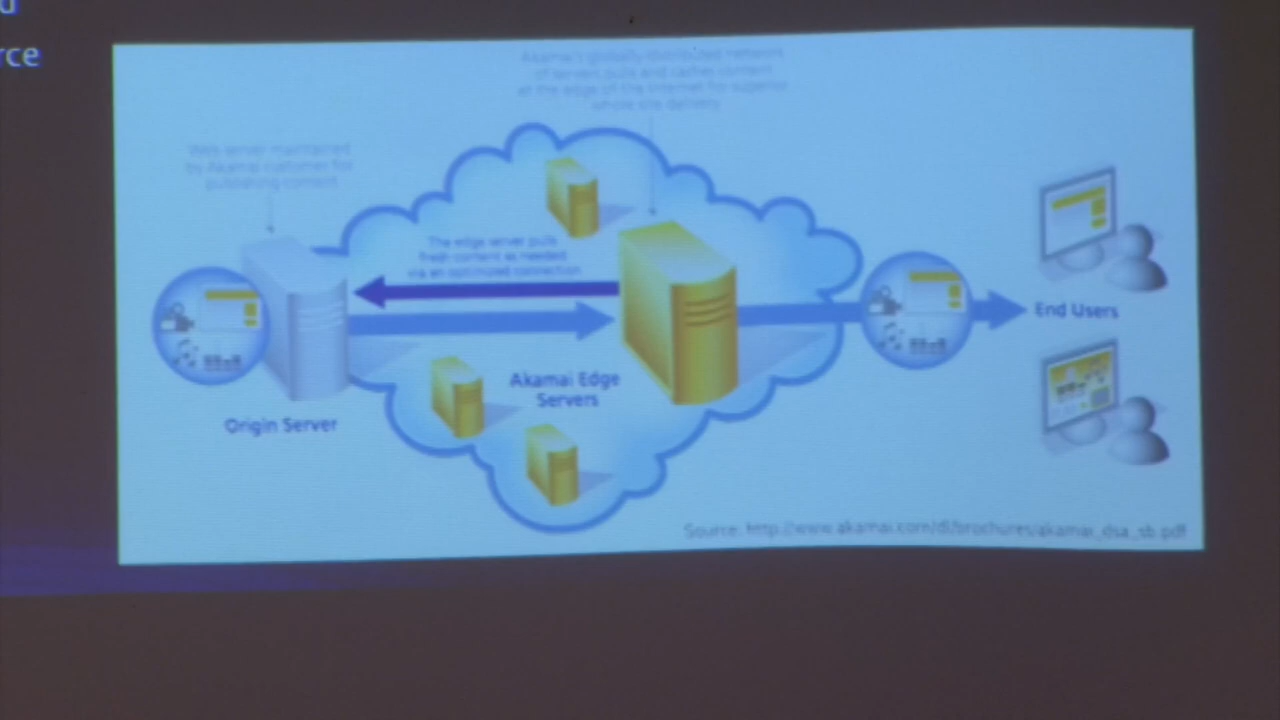 rce
Akamai's globally distributed network
of servers pulls and caches content
at the edge of the Internet for superior
whole site delivery
Web server maintained
by Akamai customer for
publishing content
The edge server pulls
fresh content as needed
via an optimized connection
End Users
Akamai Edge
Servers
Origin Server
Source: http://www.akamai.com/dl/brochures/akamai_dsa_sb.pdf